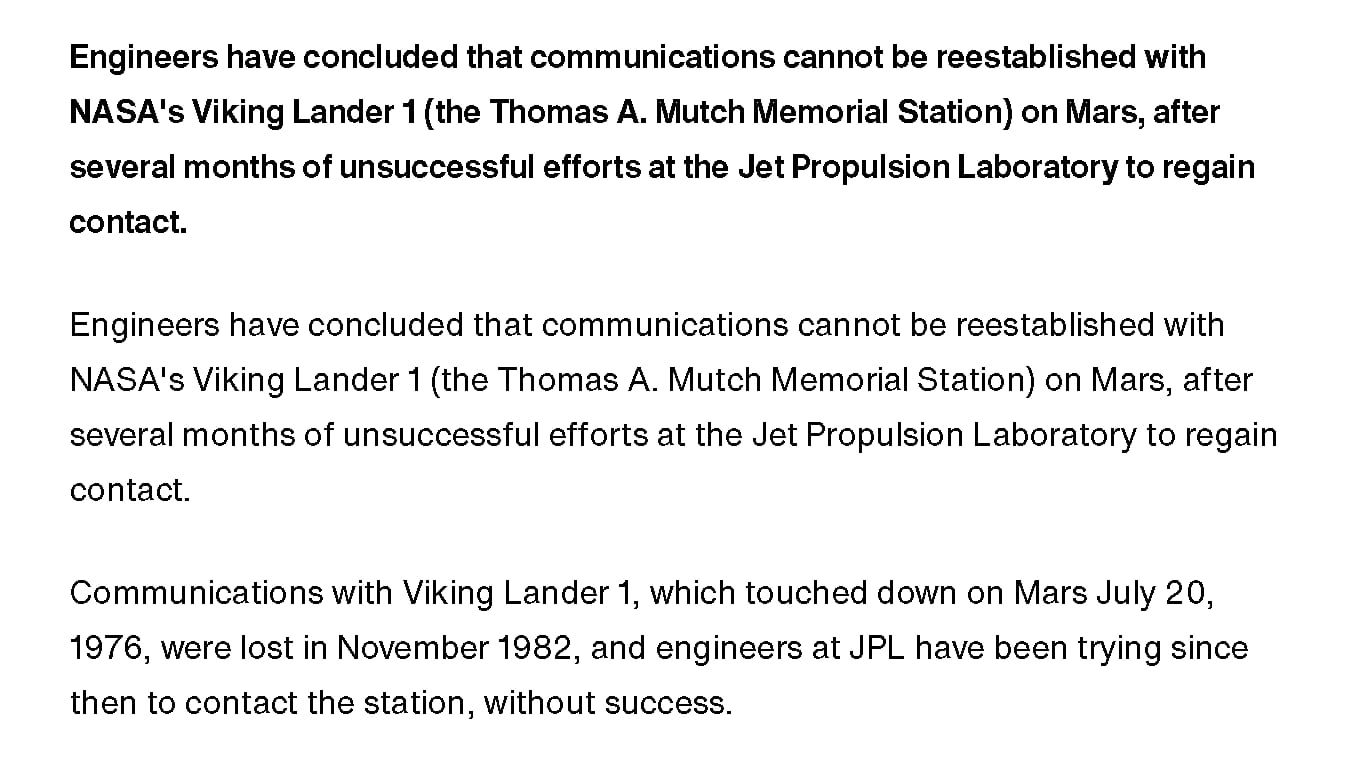 Engineers have concluded that communications cannot be reestablished with
NASA's Viking Lander 1 (the Thomas A. Mutch Memorial Station) on Mars, after
several months of unsuccessful efforts at the Jet Propulsion Laboratory to regain
contact.
Engineers have concluded that communications cannot be reestablished with
NASA's Viking Lander 1 (the Thomas A. Mutch Memorial Station) on Mars, after
several months of unsuccessful efforts at the Jet Propulsion Laboratory to regain
contact.
Communications with Viking Lander 1, which touched down on Mars July 20,
1976, were lost in November 1982, and engineers at JPL have been trying since
then to contact the station, without success.